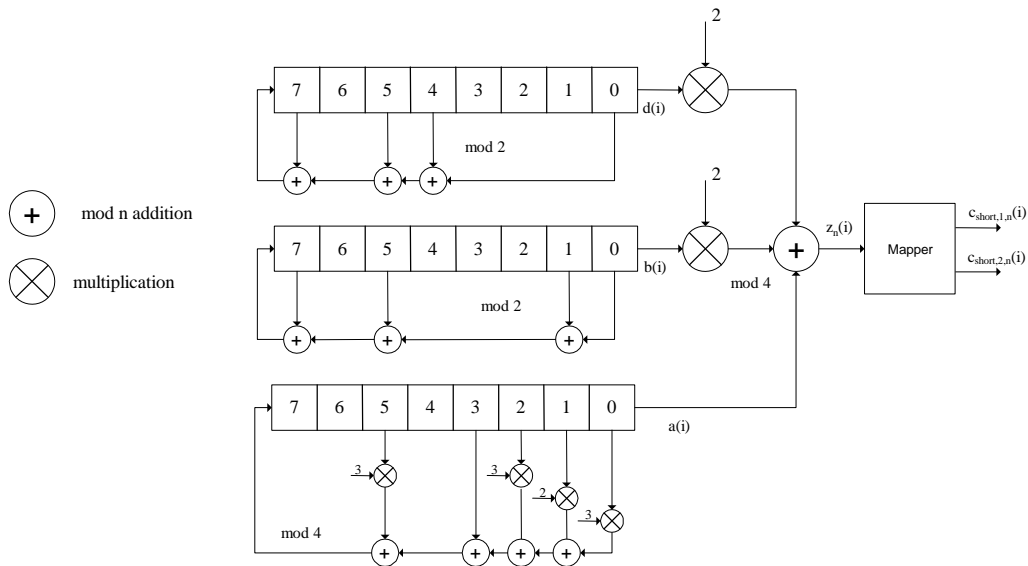 2
7 6 5 4 3 2 1 0
d(i)
mod 2
+ + +
2
+ mod n addition
multiplication
7 6 5 4 3 2 1 0
b(i)
mod 2
+ + +
+
mod 4
z_n(i)
Mapper
c_short,1,n(i)
c_short,2,n(i)
7 6 5 4 3 2 1 0
a(i)
3
3
2
3
mod 4
+ + + +